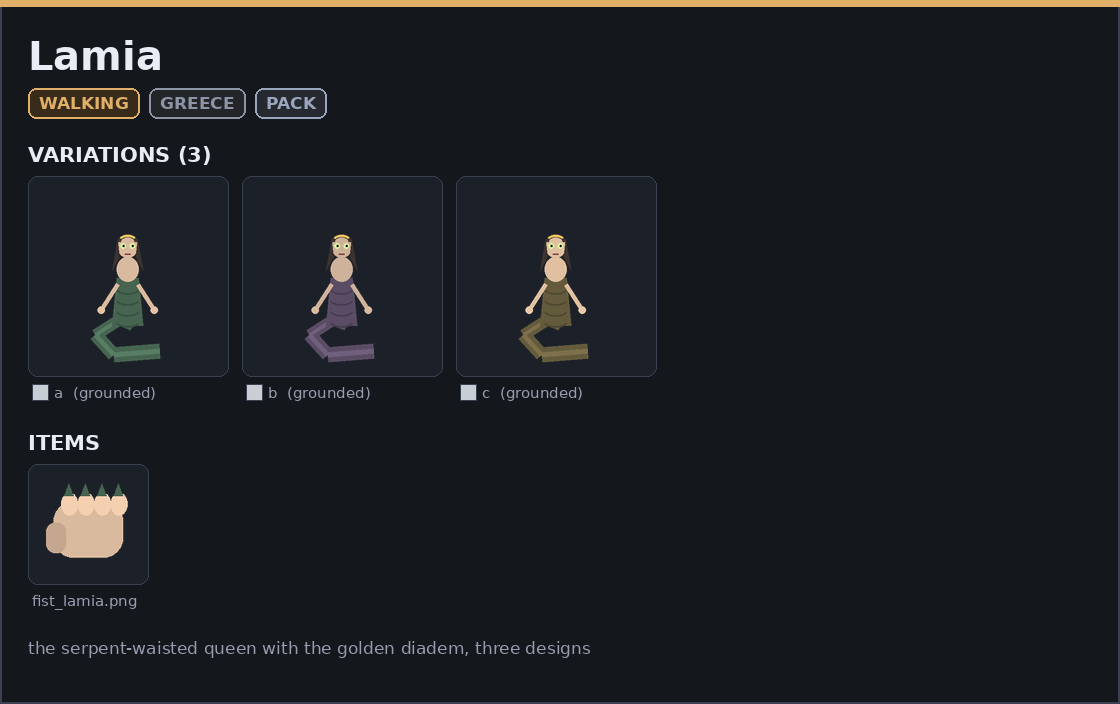 Lamia
WALKING GREECE PACK
VARIATIONS (3)
a (grounded) b (grounded) c (grounded)
ITEMS
fist_lamia.png
the serpent-waisted queen with the golden diadem, three designs